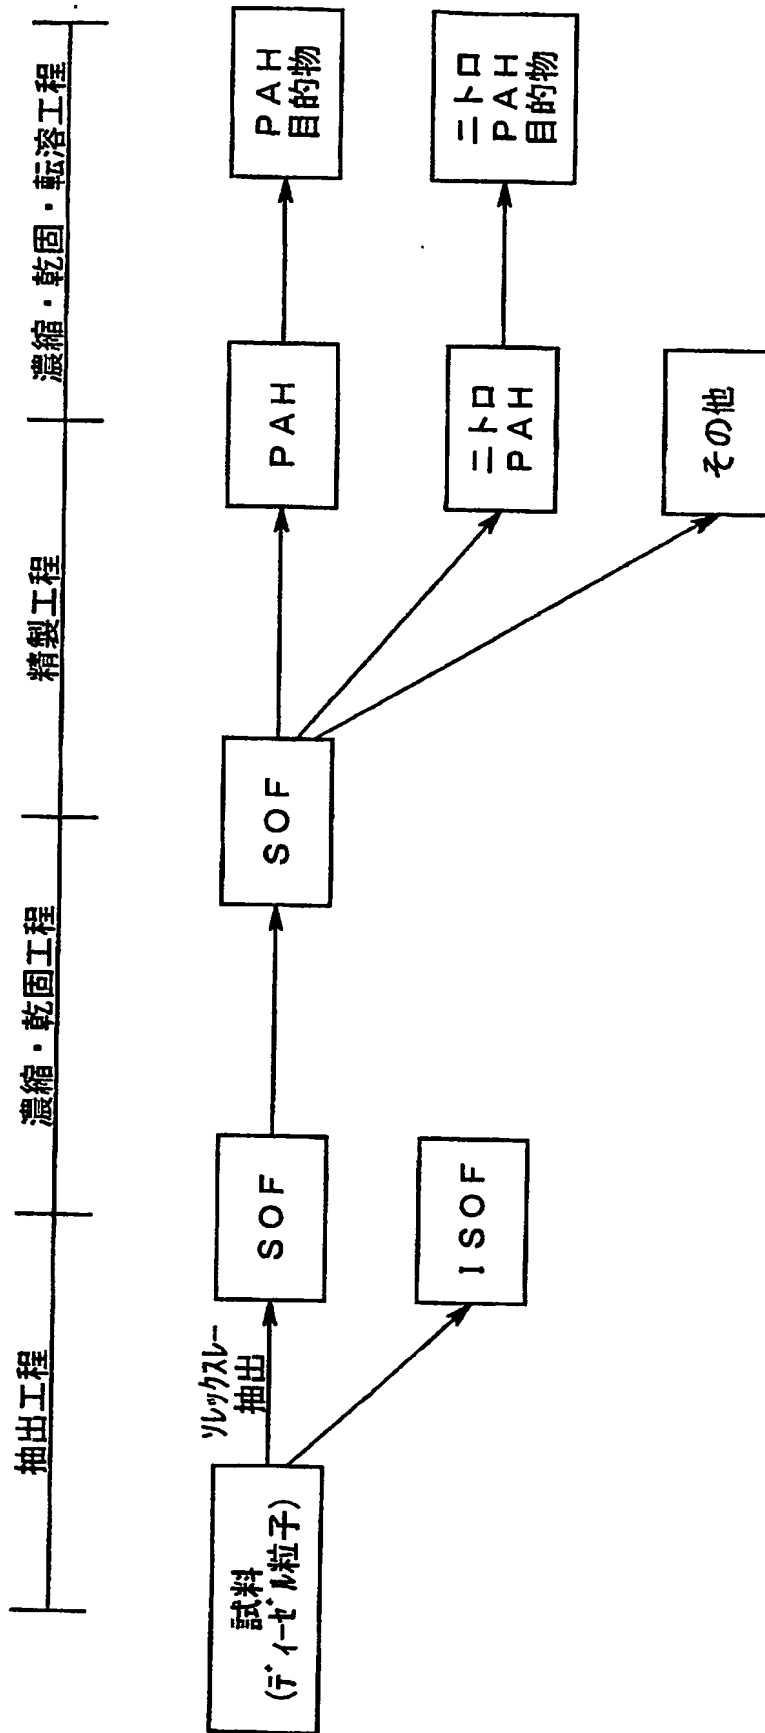 抽出工程
濃縮・乾固工程
精製工程
濃縮・乾固・転溶工程
試料
(ディーゼル粒子)
ソレックスレー
抽出
SOF
SOF
PAH
PAH
目的物
ISOF
ニトロ
PAH
ニトロ
PAH
目的物
その他